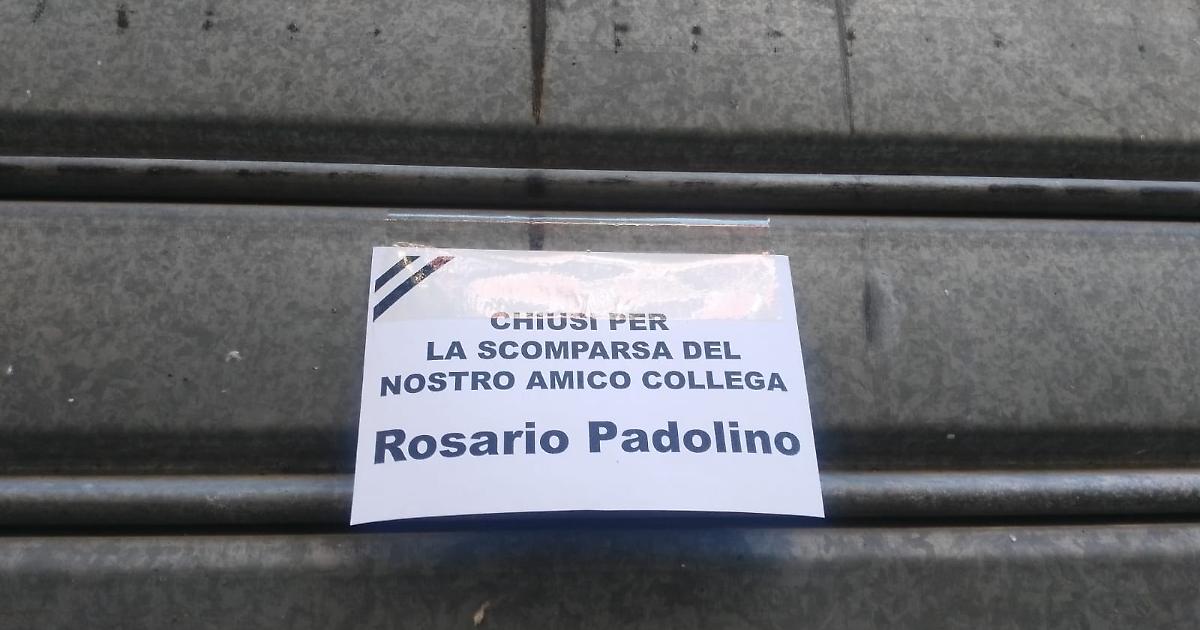 CHIUSI PER
LA SCOMPARSA DEL
NOSTRO AMICO COLLEGA
Rosario Padolino